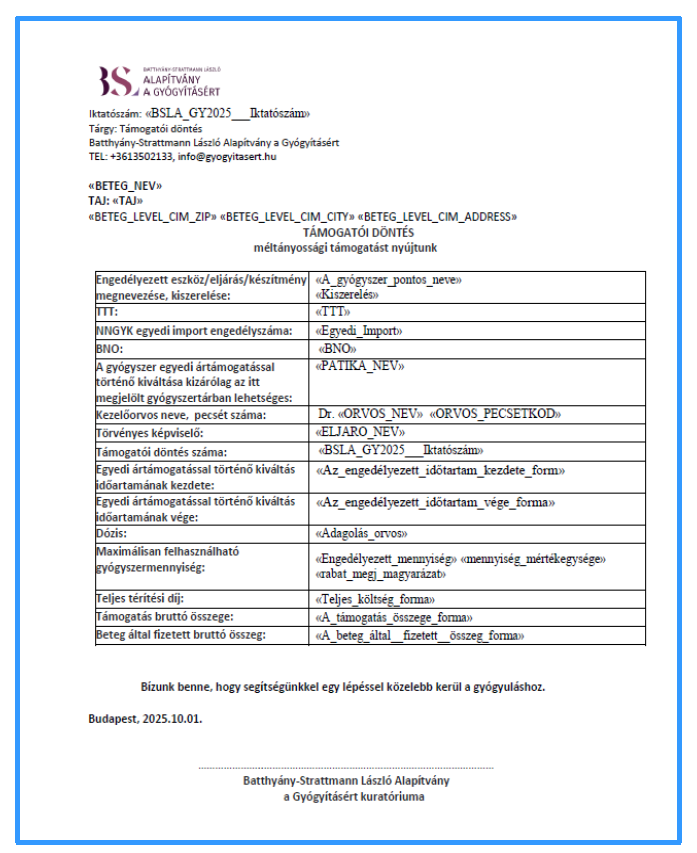 BATTHYÁNY-STRATTMANN LÁSZLÓ
ALAPÍTVÁNY
A GYÓGYÍTÁSÉRT
Iktatószám: «BSLA_GY2025___Iktatószám»
Tárgy: Támogatói döntés
Batthyány-Strattmann László Alapítvány a Gyógyításért
TEL: +3613502133, info@gyogyitasert.hu
«BETEG_NEV»
TAJ: «TAJ»
«BETEG_LEVEL_CIM_ZIP» «BETEG_LEVEL_CIM_CITY» «BETEG_LEVEL_CIM_ADDRESS»
TÁMOGATÓI DÖNTÉS
méltányossági támogatást nyújtunk
Engedélyezett eszköz/eljárás/készítmény «A_gyógyszer_pontos_neve»
megnevezése, kiszerelése: «Kiszerelés»
TTT: «TTT»
NNGYK egyedi import engedélyszáma: «Egyedi_Import»
BNO: «BNO»
A gyógyszer egyedi ártámogatással «PATIKA_NEV»
történő kiváltása kizárólag az itt
megjelölt gyógyszertárban lehetséges:
Kezelőorvos neve, pecsét száma: Dr. «ORVOS_NEV» «ORVOS_PECSETKOD»
Törvényes képviselő: «ELJARO_NEV»
Támogatói döntés száma: «BSLA_GY2025___Iktatószám»
Egyedi ártámogatással történő kiváltás «Az_engedélyezett_időtartam_kezdete_form»
időartamának kezdete:
Egyedi ártámogatással történő kiváltás «Az_engedélyezett_időtartam_vége_forma»
időartamának vége:
Dózis: «Adagolás_orvos»
Maximálisan felhasználható «Engedélyezett_mennyiség» «mennyiség_mértékegysége»
gyógyszermennyiség: «rabat_megj_magyarázat»
Teljes térítési díj: «Teljes_költség_forma»
Támogatás bruttó összege: «A_támogatás_összege_forma»
Beteg által fizetett bruttó összeg: «A_beteg_által__fizetett__összeg_forma»
Bízunk benne, hogy segítségünkkel egy lépéssel közelebb kerül a gyógyuláshoz.
Budapest, 2025.10.01.
Batthyány-Strattmann László Alapítvány
a Gyógyításért kuratóriuma